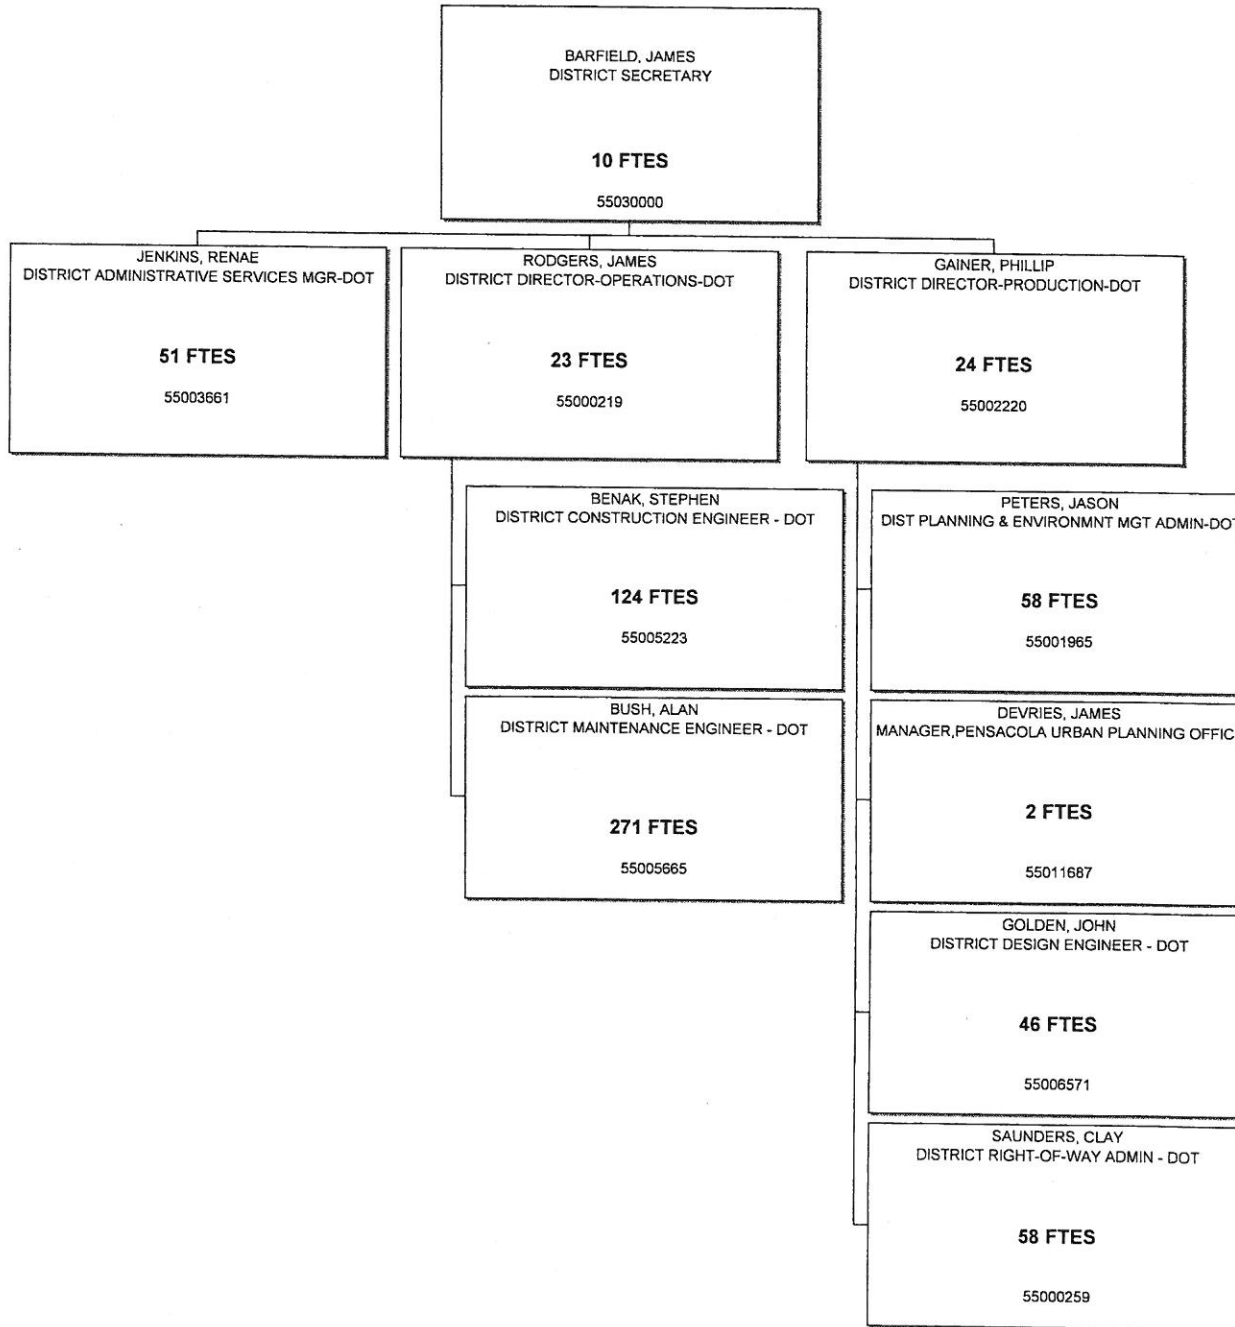 BARFIELD, JAMES
DISTRICT SECRETARY
10 FTES
55030000
JENKINS, RENAE
DISTRICT ADMINISTRATIVE SERVICES MGR-DOT
51 FTES
55003661
RODGERS, JAMES
DISTRICT DIRECTOR-OPERATIONS-DOT
23 FTES
55000219
GAINER, PHILLIP
DISTRICT DIRECTOR-PRODUCTION-DOT
24 FTES
55002220
BENAK, STEPHEN
DISTRICT CONSTRUCTION ENGINEER - DOT
124 FTES
55005223
BUSH, ALAN
DISTRICT MAINTENANCE ENGINEER - DOT
271 FTES
55005665
PETERS, JASON
DIST PLANNING & ENVIRONMNT MGT ADMIN-DOT
58 FTES
55001965
DEVRIES, JAMES
MANAGER,PENSACOLA URBAN PLANNING OFFIC
2 FTES
55011687
GOLDEN, JOHN
DISTRICT DESIGN ENGINEER - DOT
46 FTES
55006571
SAUNDERS, CLAY
DISTRICT RIGHT-OF-WAY ADMIN - DOT
58 FTES
55000259